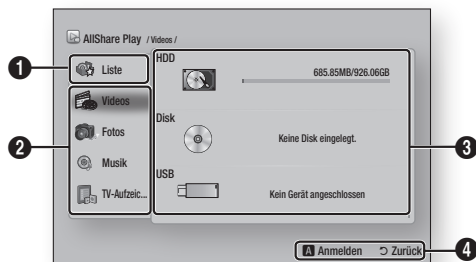 AllShare Play / Videos /
1
Liste
2
Videos
Fotos
Musik
TV-Aufzeic...
HDD
685.85MB/926.06GB
Disk
Keine Disk eingelegt.
USB
Kein Gerät angeschlossen
3
A Anmelden Zurück
4